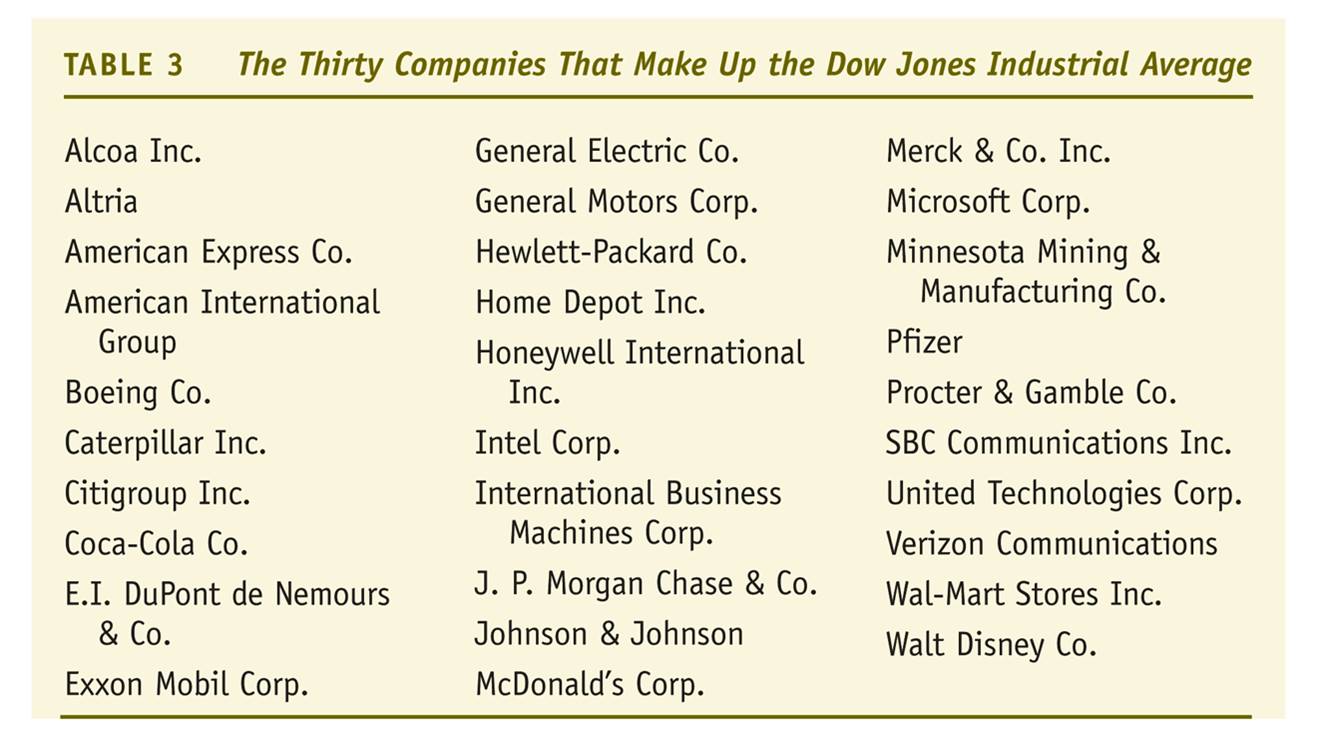 TABLE 3 The Thirty Companies That Make Up the Dow Jones Industrial Average
Alcoa Inc.
Altria
American Express Co.
American International
Group
Boeing Co.
Caterpillar Inc.
Citigroup Inc.
Coca-Cola Co.
E.I. DuPont de Nemours
& Co.
Exxon Mobil Corp.
General Electric Co.
General Motors Corp.
Hewlett-Packard Co.
Home Depot Inc.
Honeywell International
Inc.
Intel Corp.
International Business
Machines Corp.
J. P. Morgan Chase & Co.
Johnson & Johnson
McDonald’s Corp.
Merck & Co. Inc.
Microsoft Corp.
Minnesota Mining &
Manufacturing Co.
Pfizer
Procter & Gamble Co.
SBC Communications Inc.
United Technologies Corp.
Verizon Communications
Wal-Mart Stores Inc.
Walt Disney Co.